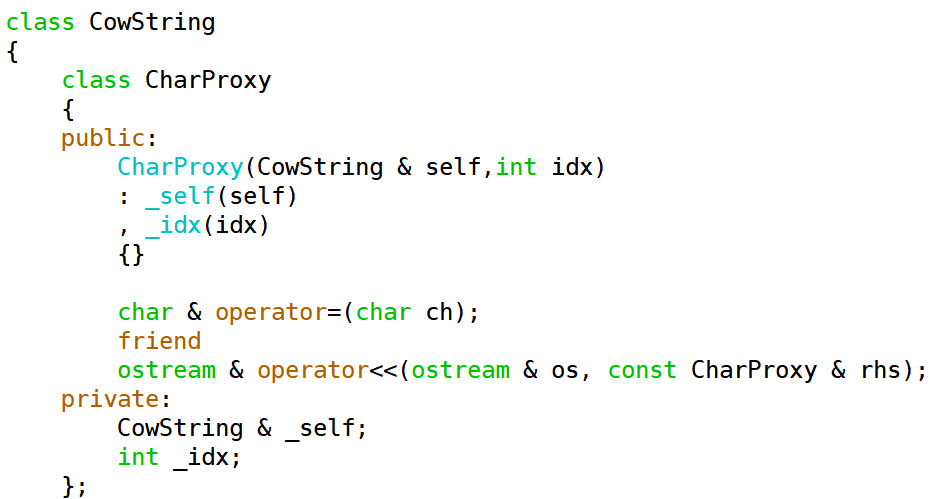 class CowString
{
    class CharProxy
    {
    public:
        CharProxy(CowString & self,int idx)
        : _self(self)
        , _idx(idx)
        {}

        char & operator=(char ch);
        friend
        ostream & operator<<(ostream & os, const CharProxy & rhs);
    private:
        CowString & _self;
        int _idx;
    };